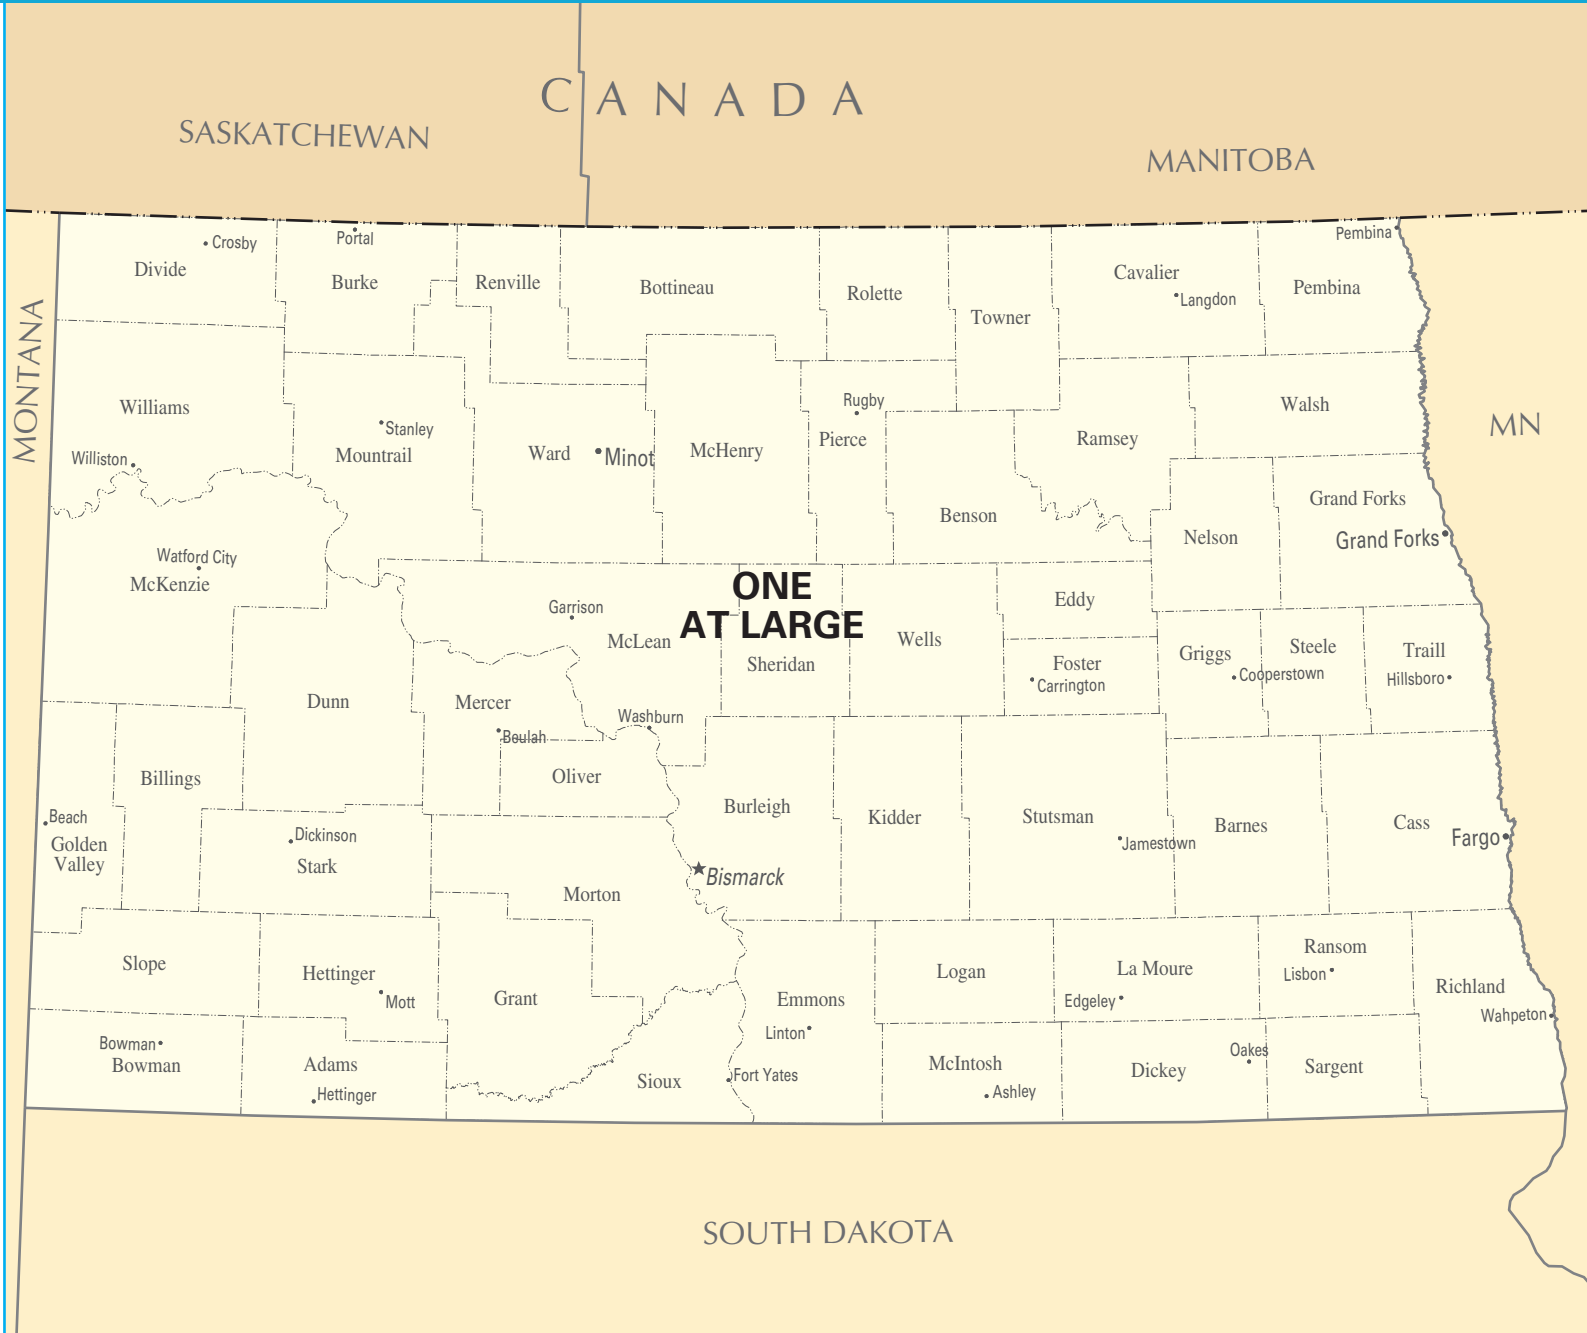 CANADA
SASKATCHEWAN
MANITOBA
MONTANA
MN
SOUTH DAKOTA
ONE
AT LARGE
Crosby
Divide
Portal
Burke
Renville
Bottineau
Rolette
Towner
Cavalier
Langdon
Pembina
Pembina
Williams
Williston
Stanley
Mountrail
Ward
Minot
McHenry
Rugby
Pierce
Benson
Ramsey
Walsh
Nelson
Grand Forks
Grand Forks
Watford City
McKenzie
Garrison
McLean
Sheridan
Wells
Eddy
Foster
Carrington
Griggs
Cooperstown
Steele
Traill
Hillsboro
Dunn
Mercer
Beulah
Washburn
Oliver
Billings
Beach
Golden
Valley
Dickinson
Stark
Morton
Burleigh
Bismarck
Kidder
Stutsman
Jamestown
Barnes
Cass
Fargo
Slope
Hettinger
Mott
Grant
Emmons
Linton
Logan
La Moure
Edgeley
Ransom
Lisbon
Richland
Wahpeton
Bowman
Bowman
Adams
Hettinger
Sioux
Fort Yates
McIntosh
Ashley
Dickey
Oakes
Sargent